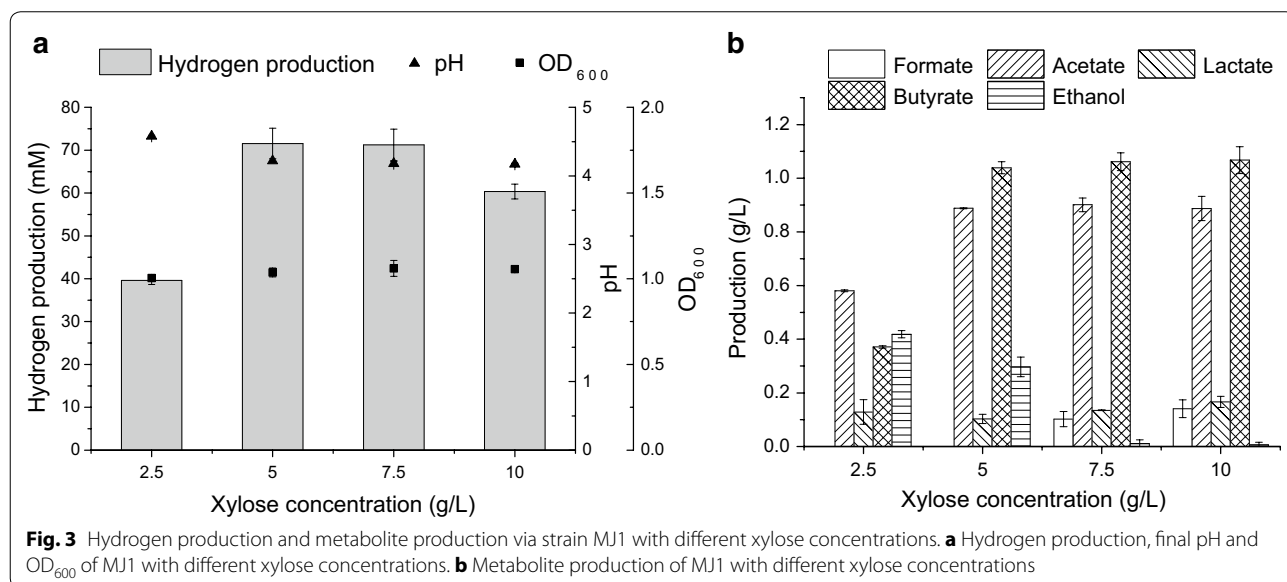 a
Hydrogen production ▲ pH ■ OD600
Hydrogen production (mM)
80
70
60
50
40
30
20
10
0
2.5 5 7.5 10
Xylose concentration (g/L)
5
4
3
2
1
0
pH
2.0
1.5
1.0
0.5
0.0
OD600
b
Formate Acetate Lactate
Butyrate Ethanol
Production (g/L)
1.2
1.0
0.8
0.6
0.4
0.2
0.0
2.5 5 7.5 10
Xylose concentration (g/L)
Fig. 3 Hydrogen production and metabolite production via strain MJ1 with different xylose concentrations. a Hydrogen production, final pH and
OD600 of MJ1 with different xylose concentrations. b Metabolite production of MJ1 with different xylose concentrations